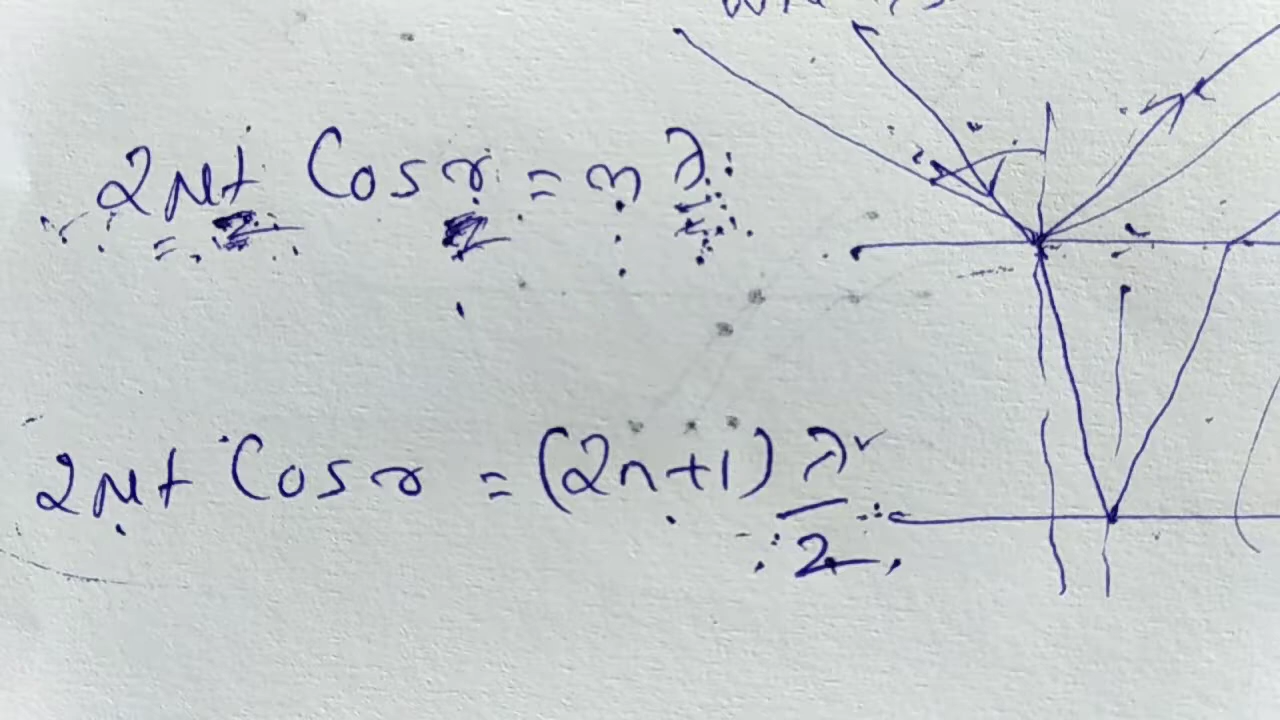 2μt Cos r = n λ
2μt Cos r = (2n+1) λ/2